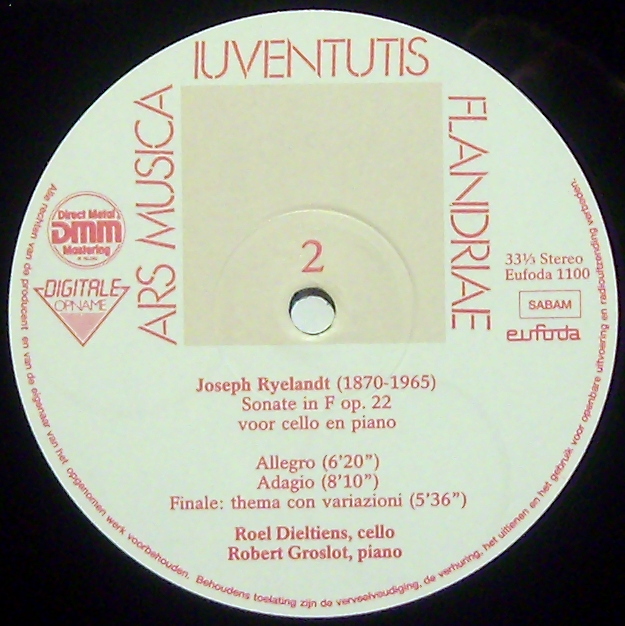 ARS MUSICA
IUVENTUTIS
FLANDRIAE
Direct Metal
DMM
Mastering
DIGITALE
OPNAME
2
33⅓ Stereo
Eufoda 1100
SABAM
eufoda
Joseph Ryelandt (1870-1965)
Sonate in F op. 22
voor cello en piano
Allegro (6'20”)
Adagio (8'10”)
Finale: thema con variazioni (5'36”)
Roel Dieltiens, cello
Robert Groslot, piano
Alle rechten van de producent en van de eigenaar van het opgenomen werk voorbehouden. Behoudens toelating zijn de verveelvoudiging, de verhuring, het uitlenen en het gebruik voor openbare uitvoering en radiouitzending verboden.